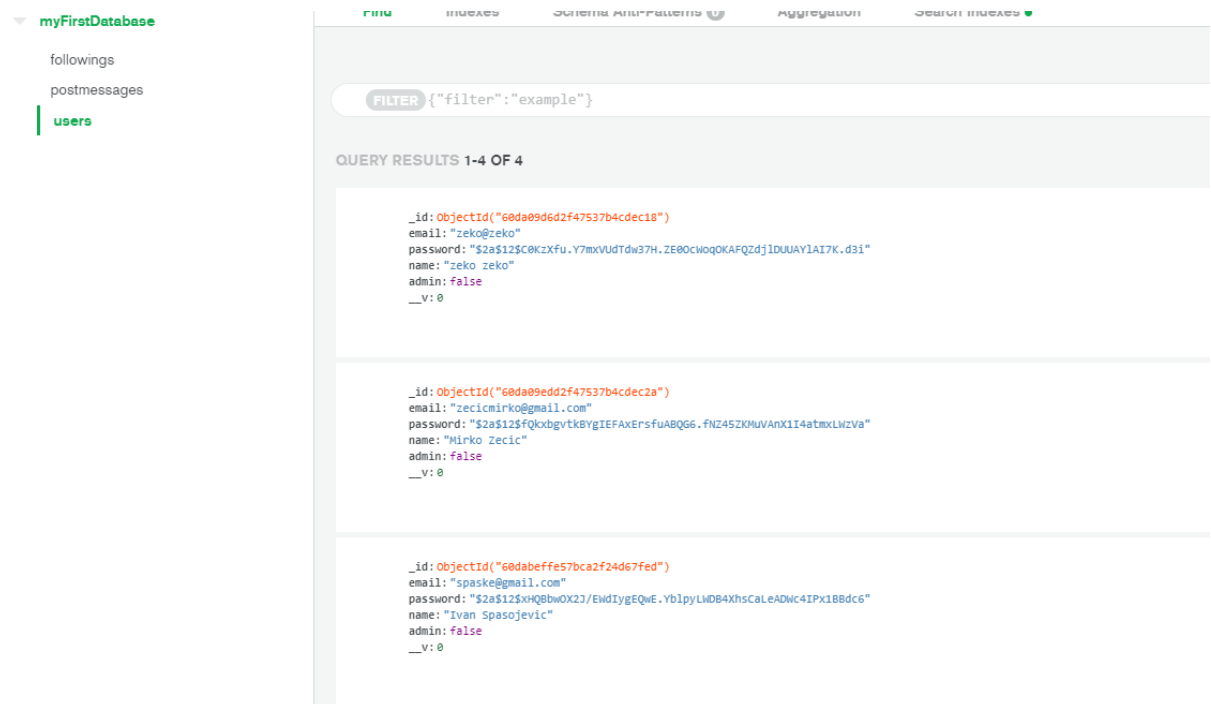 myFirstDatabase
Find Indexes Schema Anti-Patterns Aggregation Search Indexes
followings
postmessages
users
FILTER {"filter":"example"}
QUERY RESULTS 1-4 OF 4
_id: ObjectId("60da09d6d2f47537b4cdec18")
email: "zeko@zeko"
password: "$2a$12$C0KzXfu.Y7mxVUdTdw37H.ZE0OcWoqOKAFQZdjlDUUAYlAI7K.d3i"
name: "zeko zeko"
admin: false
__v: 0
_id: ObjectId("60da09edd2f47537b4cdec2a")
email: "zecicmirko@gmail.com"
password: "$2a$12$fQkxbgvtkBYgIEFAxErsfuABQG6.fNZ45ZKMuVAnX1I4atmxLWzVa"
name: "Mirko Zecic"
admin: false
__v: 0
_id: ObjectId("60dabeffe57bca2f24d67fed")
email: "spaske@gmail.com"
password: "$2a$12$xHQBbwOX2J/EWdIygEQwE.YblpyLWDB4XhsCaLeADWc4IPx1BBdc6"
name: "Ivan Spasojevic"
admin: false
__v: 0